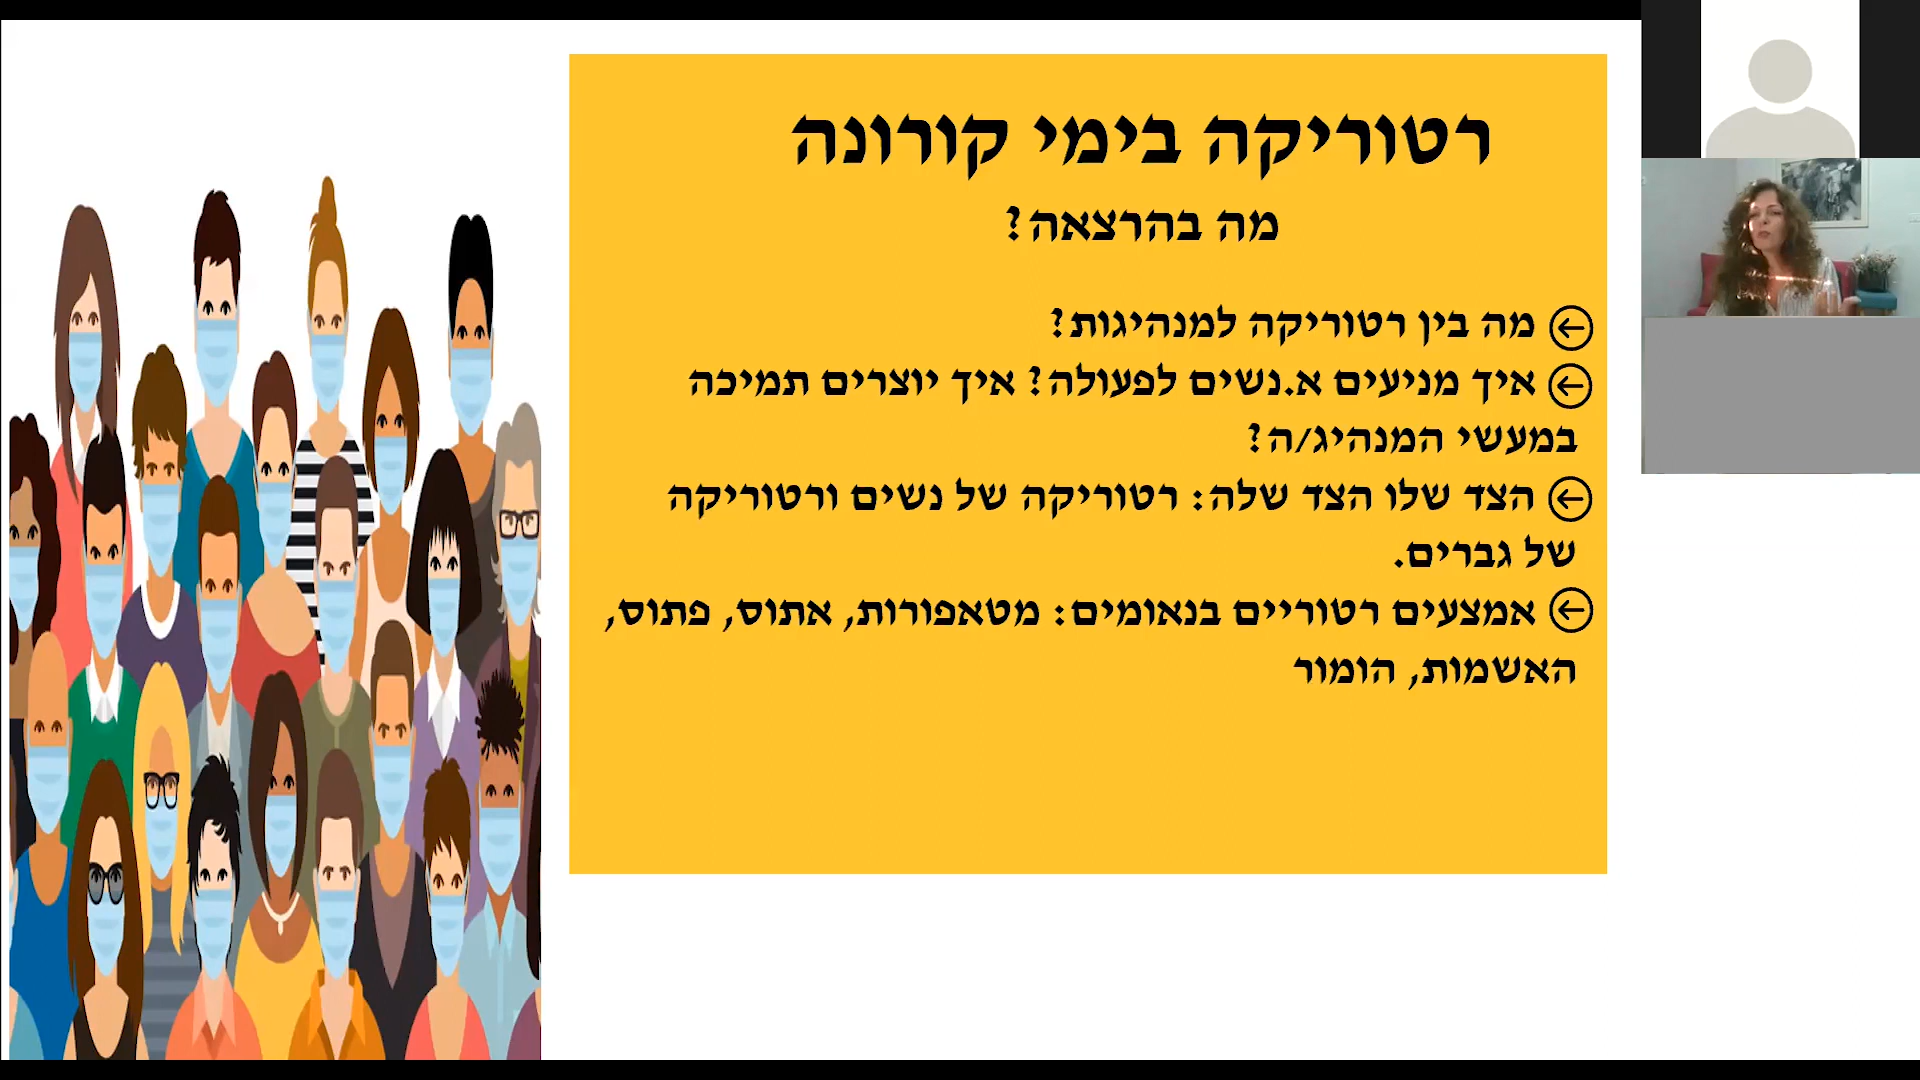 רטוריקה בימי קורונה
מה בהרצאה?
מה בין רטוריקה למנהיגות?
איך מניעים א.נשים לפעולה? איך יוצרים תמיכה
במעשי המנהיג/ה?
הצד שלו הצד שלה: רטוריקה של נשים ורטוריקה
של גברים.
אמצעים רטוריים בנאומים: מטאפורות, אתוס, פתוס,
האשמות, הומור